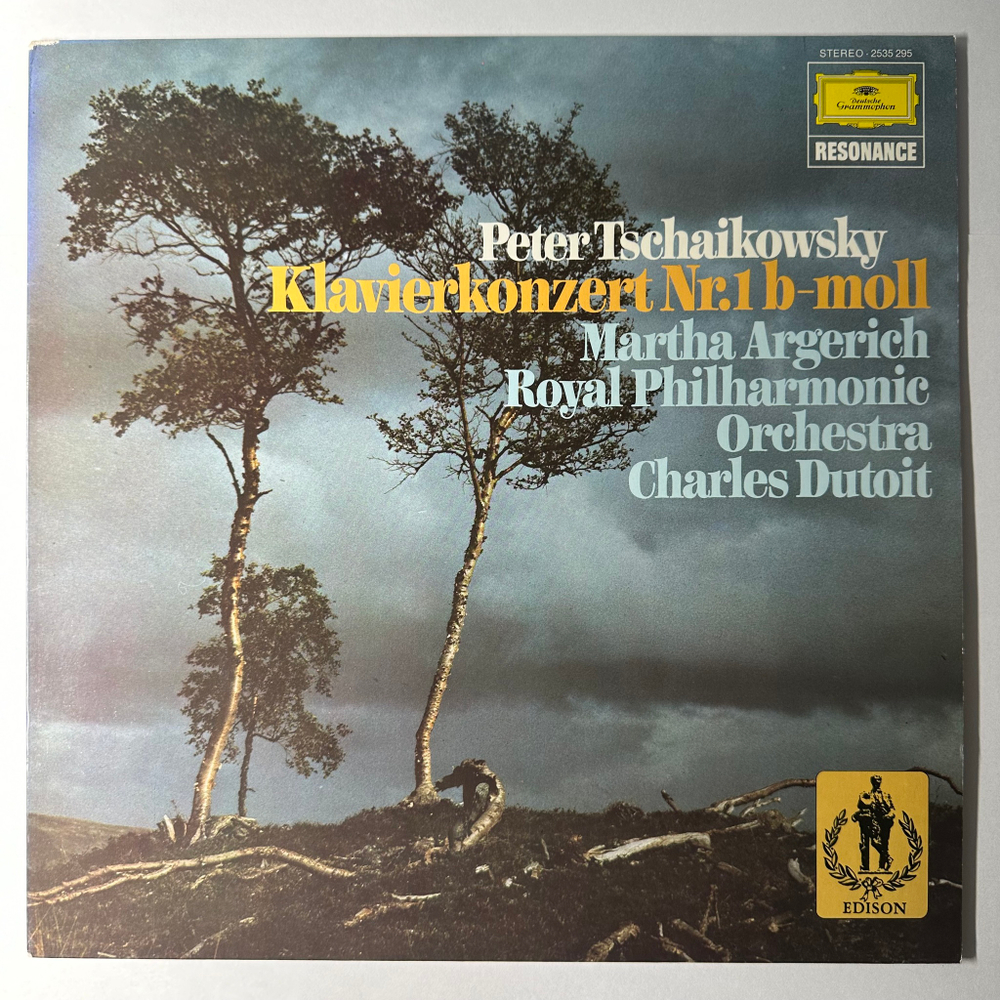 STEREO · 2535 295
Deutsche
Grammophon
RESONANCE
Peter Tschaikowsky
Klavierkonzert Nr.1 b-moll
Martha Argerich
Royal Philharmonic
Orchestra
Charles Dutoit
EDISON